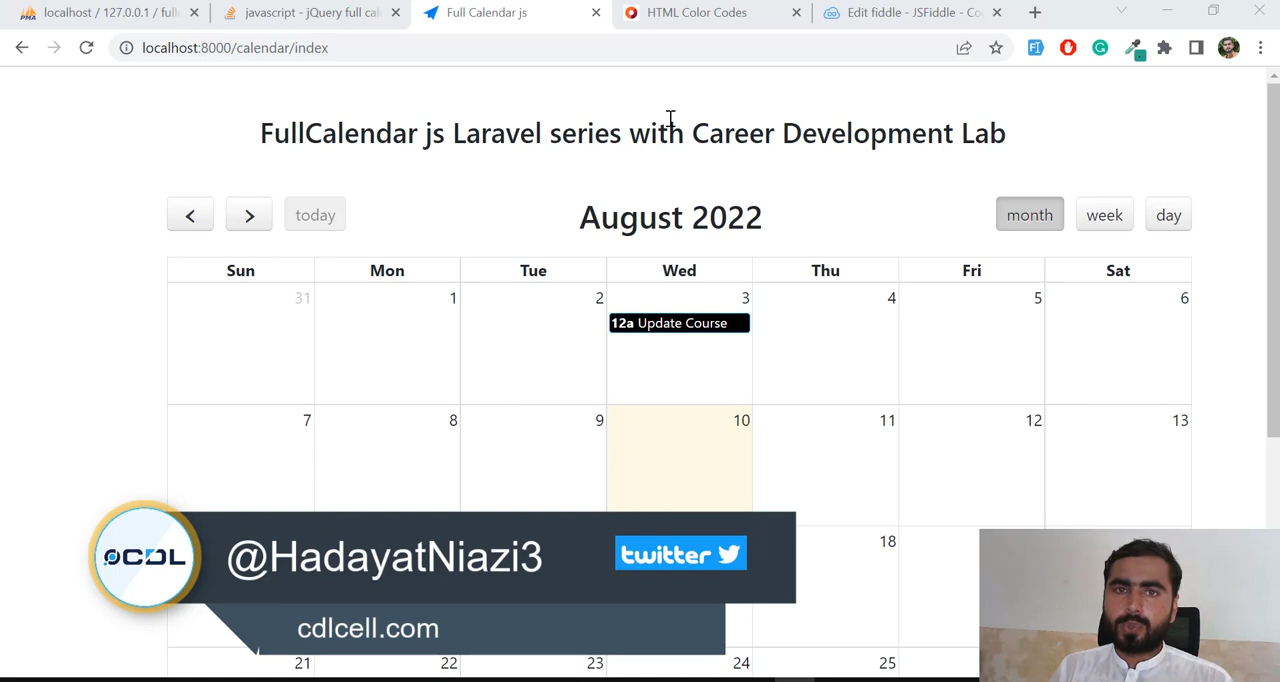 localhost / 127.0.0.1 / full
javascript - jQuery full cal
Full Calendar js
HTML Color Codes
Edit fiddle - JSFiddle - Co
localhost:8000/calendar/index
FullCalendar js Laravel series with Career Development Lab
today
August 2022
month week day
Sun Mon Tue Wed Thu Fri Sat
31 1 2 3 4 5 6
12a Update Course
7 8 9 10 11 12 13
18
CDL
@HadayatNiazi3
twitter
cdlcell.com
21 22 23 24 25